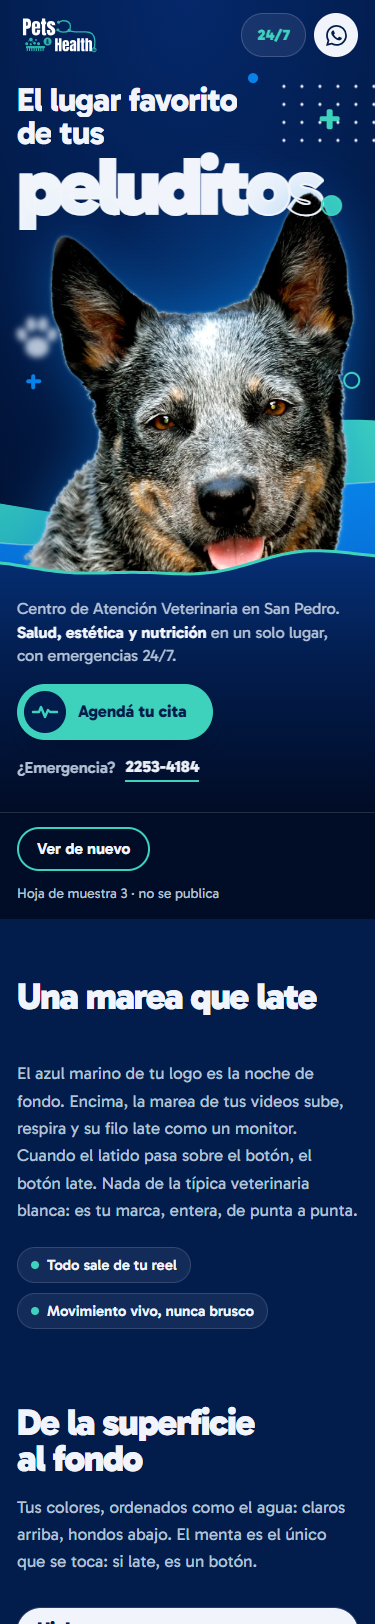 Pets
Health
24/7
El lugar favorito
de tus
peluditos
Centro de Atención Veterinaria en San Pedro.
Salud, estética y nutrición en un solo lugar,
con emergencias 24/7.
Agendá tu cita
¿Emergencia? 2253-4184
Ver de nuevo
Hoja de muestra 3 · no se publica
Una marea que late
El azul marino de tu logo es la noche de
fondo. Encima, la marea de tus videos sube,
respira y su filo late como un monitor.
Cuando el latido pasa sobre el botón, el
botón late. Nada de la típica veterinaria
blanca: es tu marca, entera, de punta a punta.
Todo sale de tu reel
Movimiento vivo, nunca brusco
De la superficie
al fondo
Tus colores, ordenados como el agua: claros
arriba, hondos abajo. El menta es el único
que se toca: si late, es un botón.